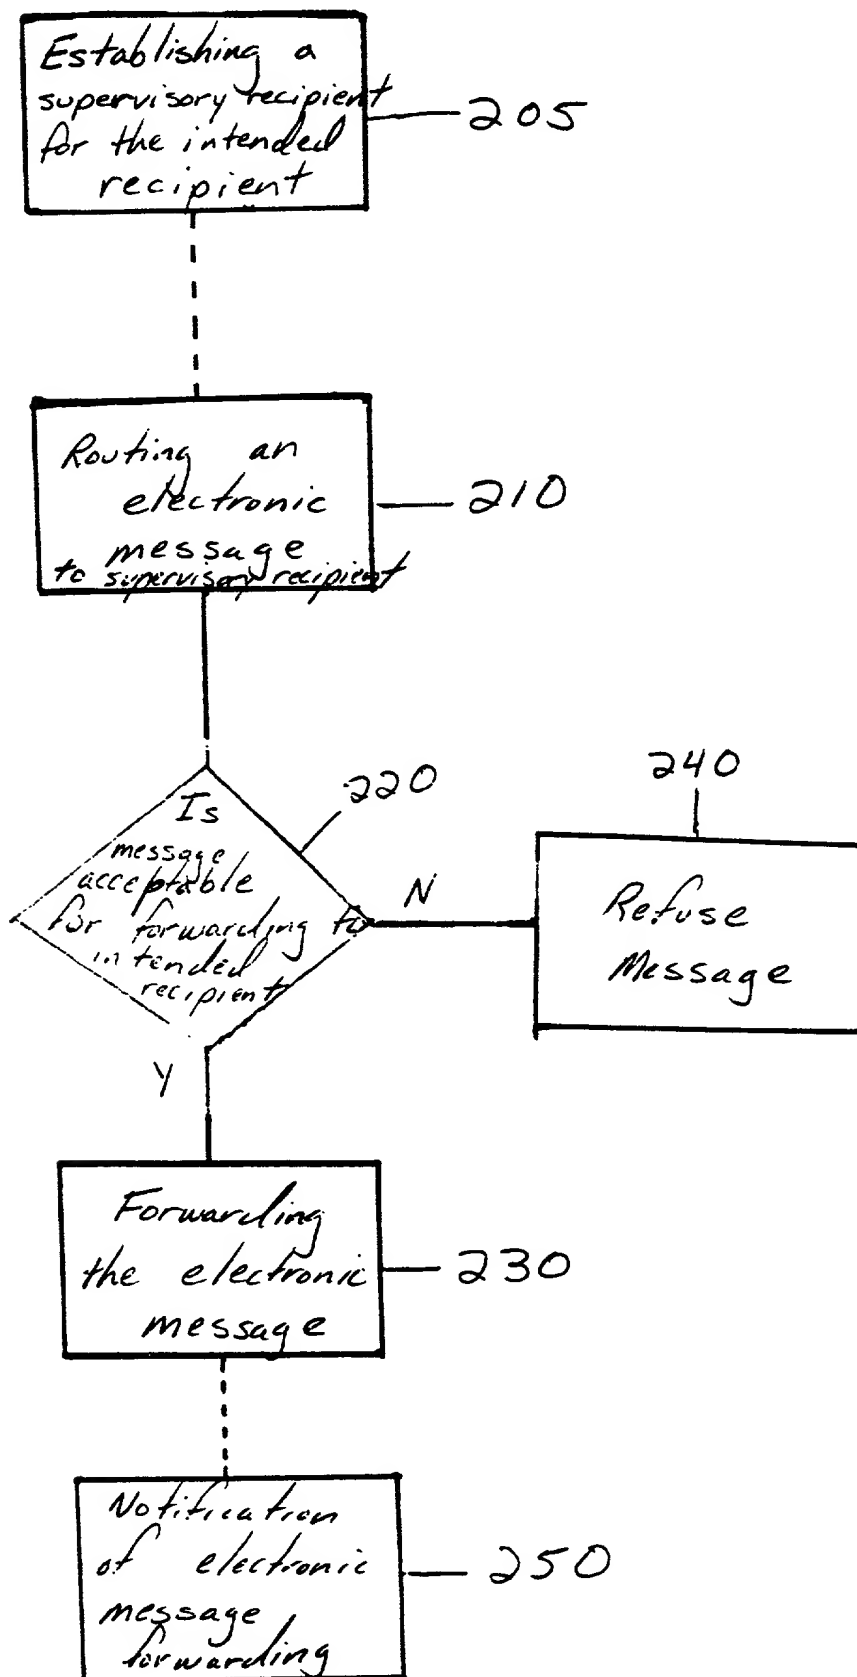 Establishing a
supervisory recipient
for the intended
recipient
205
Routing an
electronic
message
to supervisory recipient
210
Is
message
acceptable
for forwarding to
intended
recipient
220
N
240
Refuse
Message
Y
Forwarding
the electronic
message
230
Notification
of electronic
message
forwarding
250